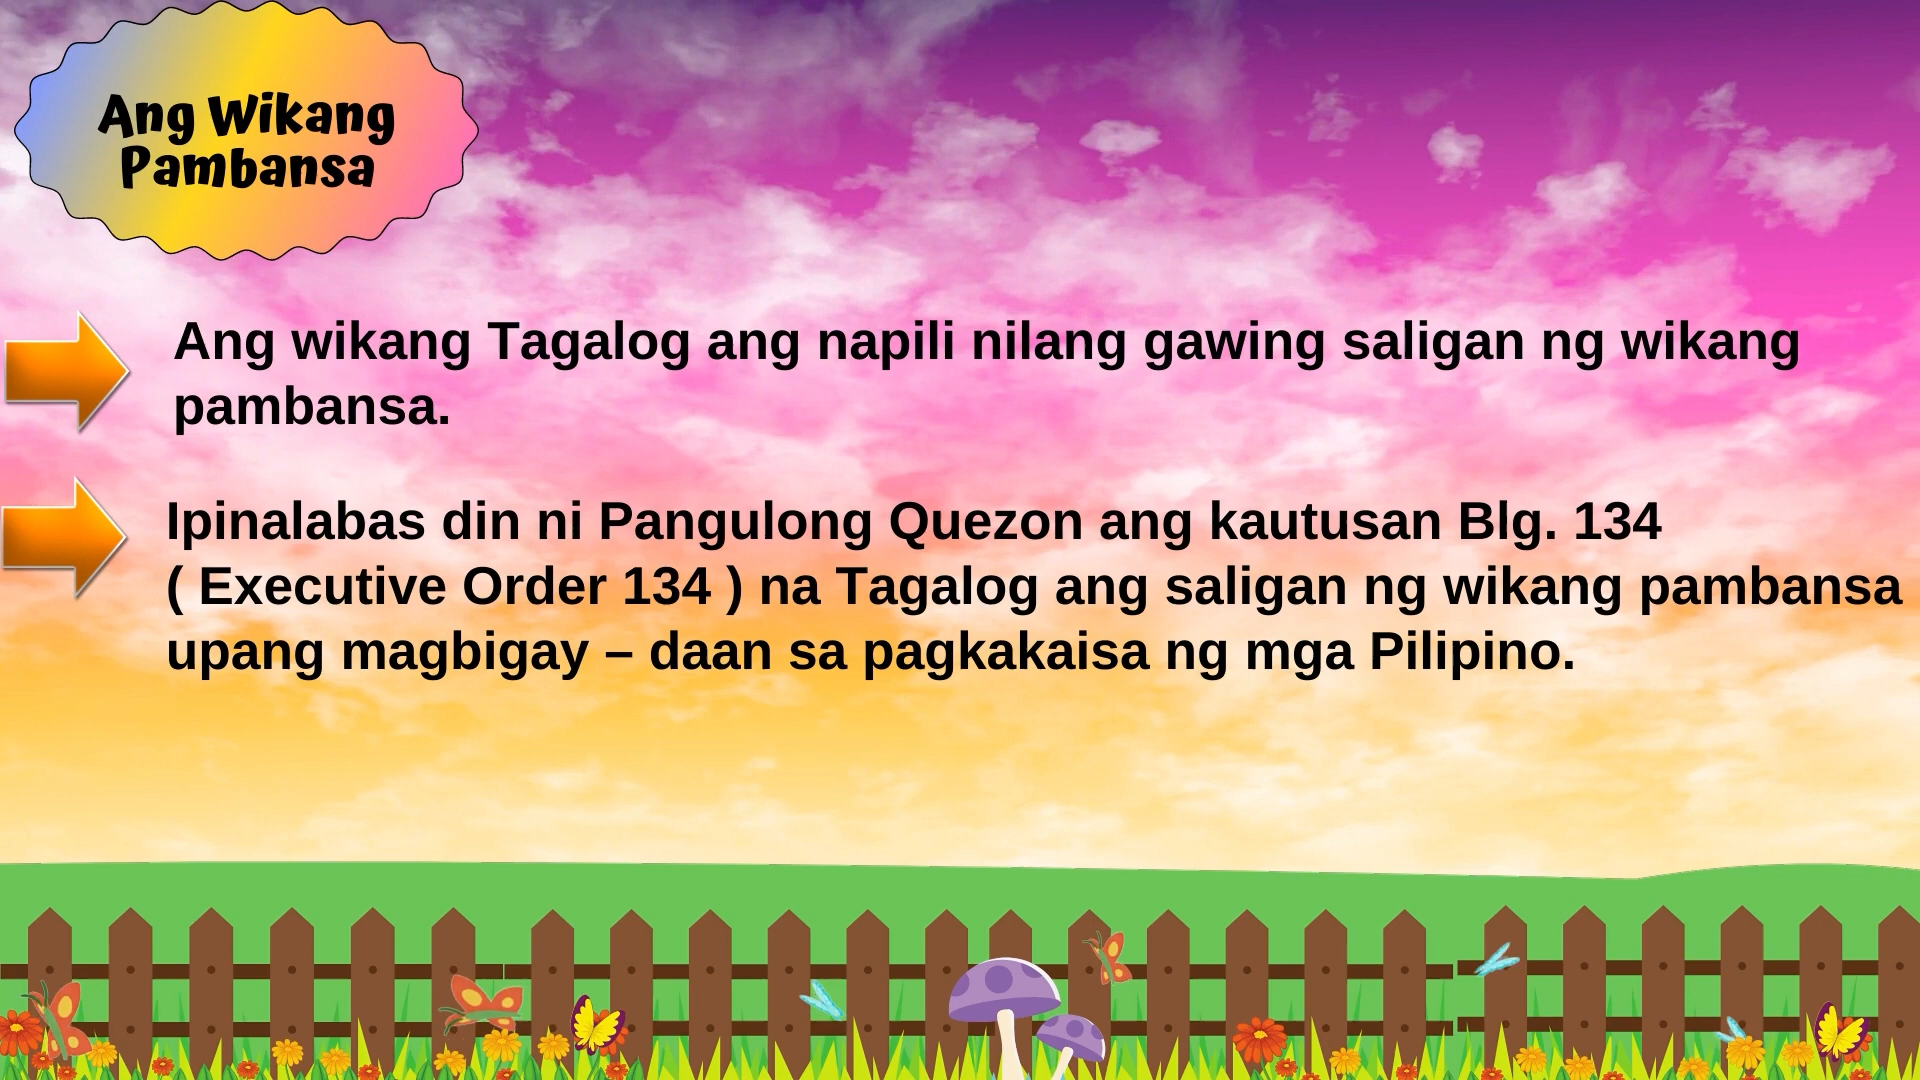 Ang Wikang
Pambansa
Ang wikang Tagalog ang napili nilang gawing saligan ng wikang
pambansa.
Ipinalabas din ni Pangulong Quezon ang kautusan Blg. 134
( Executive Order 134 ) na Tagalog ang saligan ng wikang pambansa
upang magbigay – daan sa pagkakaisa ng mga Pilipino.